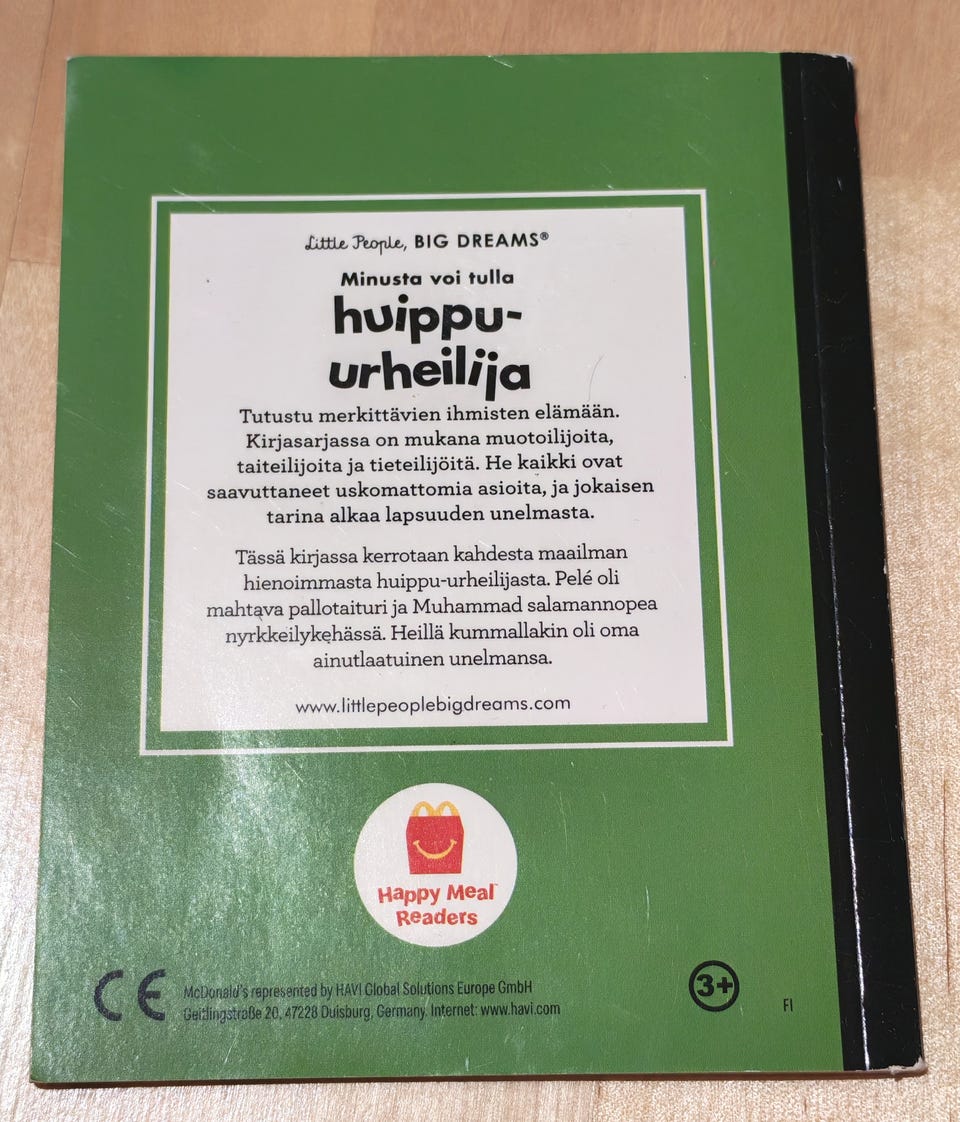 Little People, BIG DREAMS®
Minusta voi tulla
huippu-
urheilija
Tutustu merkittävien ihmisten elämään.
Kirjasarjassa on mukana muotoilijoita,
taiteilijoita ja tieteilijöitä. He kaikki ovat
saavuttaneet uskomattomia asioita, ja jokaisen
tarina alkaa lapsuuden unelmasta.
Tässä kirjassa kerrotaan kahdesta maailman
hienoimmasta huippu-urheilijasta. Pelé oli
mahtava pallotaituri ja Muhammad salamannopea
nyrkkeilykehässä. Heillä kummallakin oli oma
ainutlaatuinen unelmansa.
www.littlepeoplebigdreams.com
Happy Meal™
Readers
CE McDonald's represented by HAVI Global Solutions Europe GmbH
Geitlingstraße 20, 47228 Duisburg, Germany. Internet: www.havi.com
3+
FI